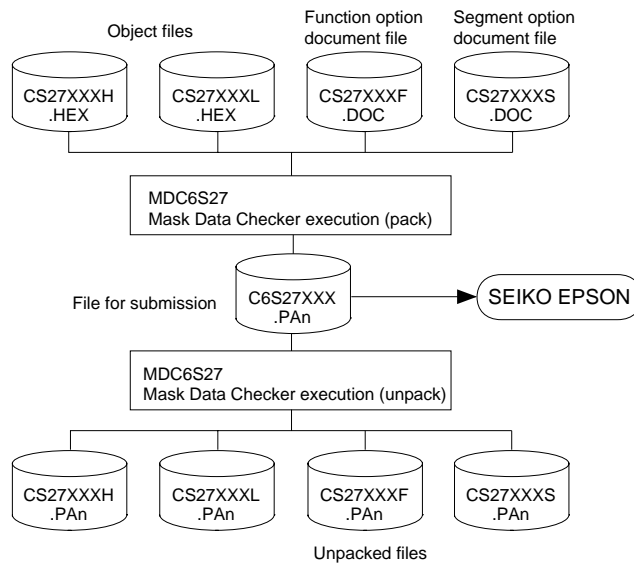 Object files
Function option
document file
Segment option
document file
CS27XXXH
.HEX
CS27XXXL
.HEX
CS27XXXF
.DOC
CS27XXXS
.DOC
MDC6S27
Mask Data Checker execution (pack)
File for submission
C6S27XXX
.PAn
SEIKO EPSON
MDC6S27
Mask Data Checker execution (unpack)
CS27XXXH
.PAn
CS27XXXL
.PAn
CS27XXXF
.PAn
CS27XXXS
.PAn
Unpacked files